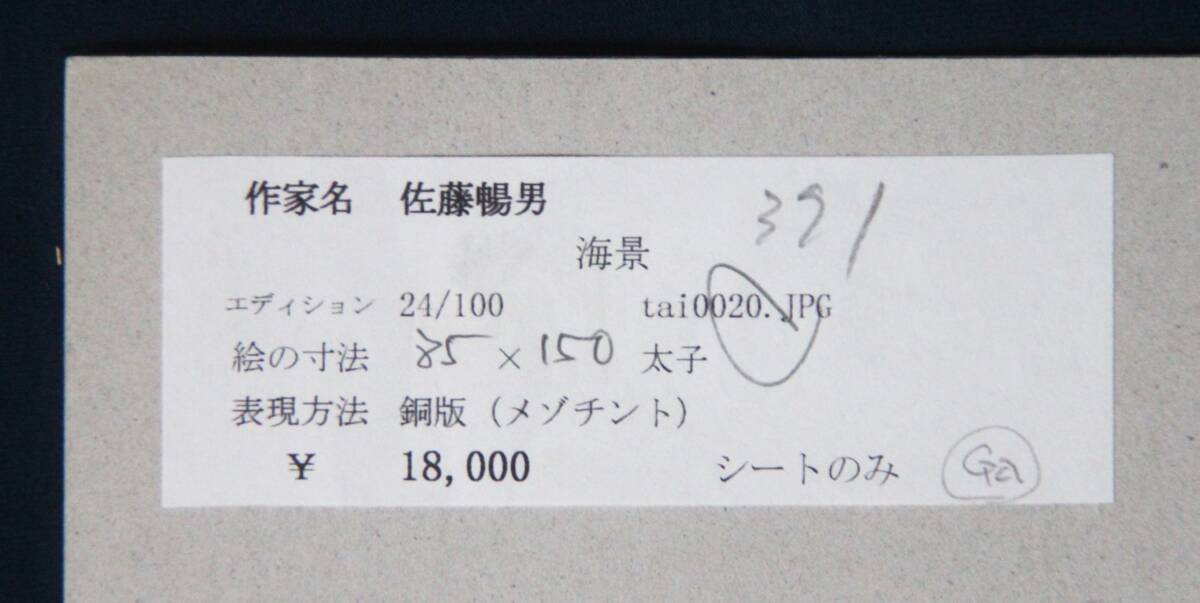 作家名 佐藤暢男
391
海景
エディション 24/100 tai0020.JPG
絵の寸法 85 × 150 太子
表現方法 銅版（メゾチント）
¥ 18,000 シートのみ Ga